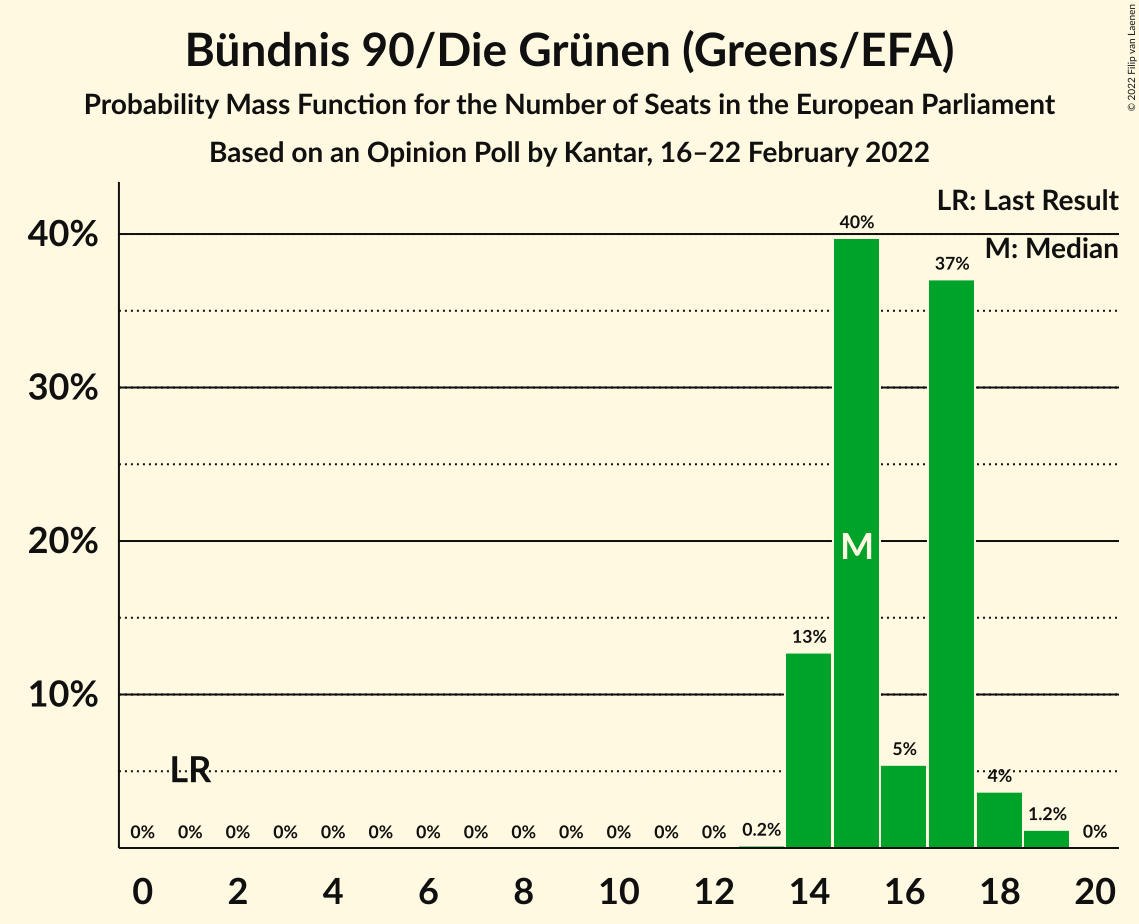 Bündnis 90/Die Grünen (Greens/EFA)
Probability Mass Function for the Number of Seats in the European Parliament
Based on an Opinion Poll by Kantar, 16–22 February 2022
© 2022 Filip van Laenen
LR: Last Result
M: Median
40%
30%
20%
10%
40%
37%
M
13%
5%
4%
1.2%
LR
0% 0% 0% 0% 0% 0% 0% 0% 0% 0% 0% 0% 0% 0.2% 0%
0 2 4 6 8 10 12 14 16 18 20